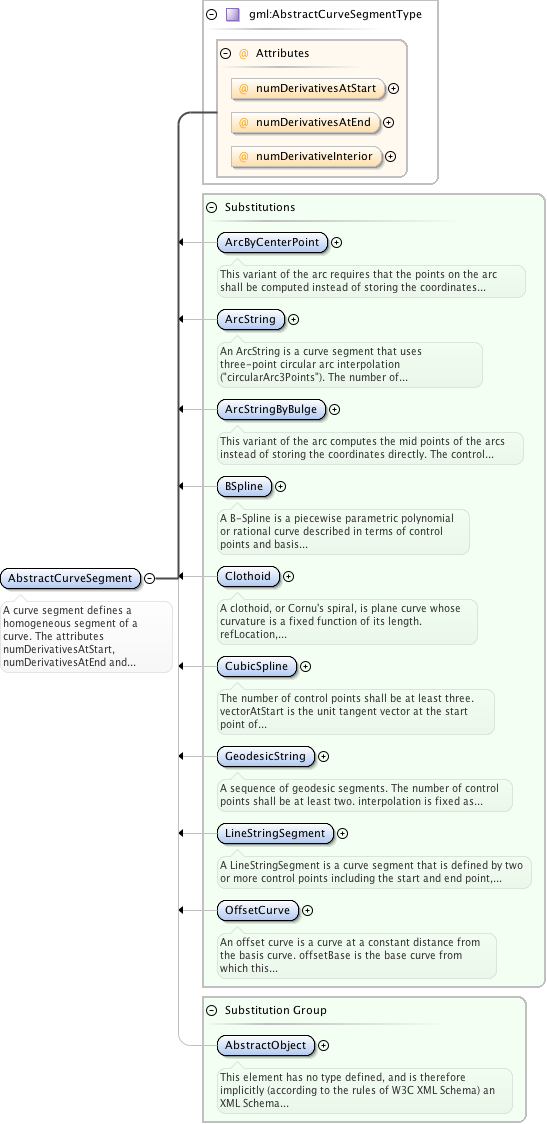 gml:AbstractCurveSegmentType
@ Attributes
@ numDerivativesAtStart
@ numDerivativesAtEnd
@ numDerivativeInterior
Substitutions
ArcByCenterPoint
This variant of the arc requires that the points on the arc
shall be computed instead of storing the coordinates...
ArcString
An ArcString is a curve segment that uses
three-point circular arc interpolation
("circularArc3Points"). The number of...
ArcStringByBulge
This variant of the arc computes the mid points of the arcs
instead of storing the coordinates directly. The control...
BSpline
A B-Spline is a piecewise parametric polynomial
or rational curve described in terms of control
points and basis...
AbstractCurveSegment
A curve segment defines a
homogeneous segment of a
curve. The attributes
numDerivativesAtStart,
numDerivativesAtEnd and...
Clothoid
A clothoid, or Cornu's spiral, is plane curve whose
curvature is a fixed function of its length.
refLocation,...
CubicSpline
The number of control points shall be at least three.
vectorAtStart is the unit tangent vector at the start
point of...
GeodesicString
A sequence of geodesic segments. The number of control
points shall be at least two. interpolation is fixed as...
LineStringSegment
A LineStringSegment is a curve segment that is defined by two
or more control points including the start and end point,...
OffsetCurve
An offset curve is a curve at a constant distance from
the basis curve. offsetBase is the base curve from
which this...
Substitution Group
AbstractObject
This element has no type defined, and is therefore
implicitly (according to the rules of W3C XML Schema) an
XML Schema...